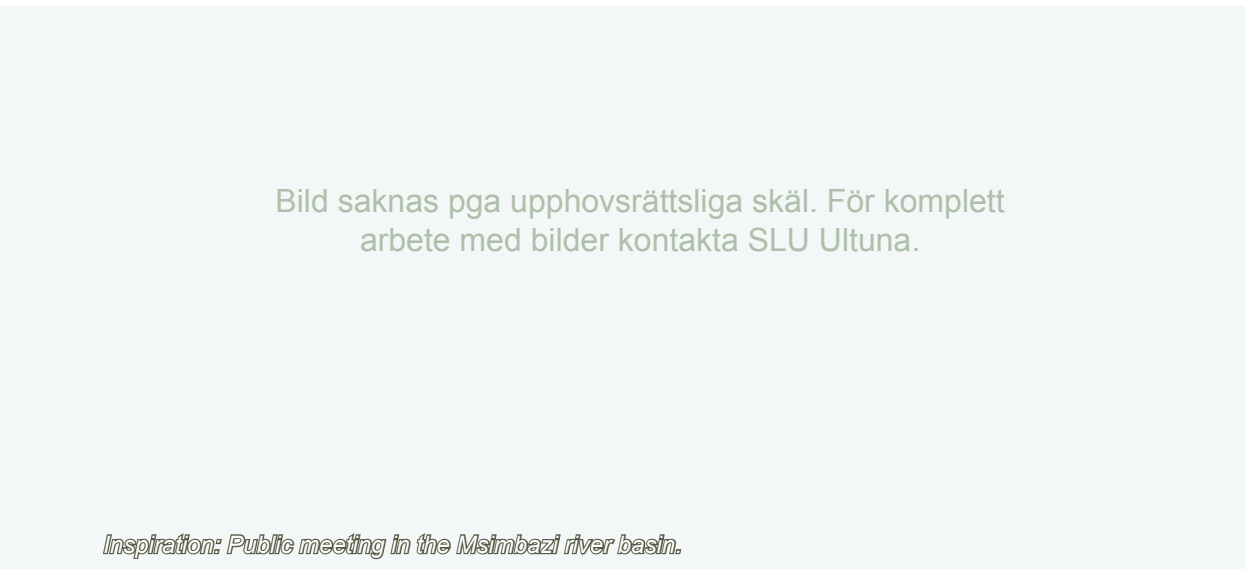 Bild saknas pga upphovsrättsliga skäl. För komplett
arbete med bilder kontakta SLU Ultuna.
Inspiration: Public meeting in the Msimbazi river basin.